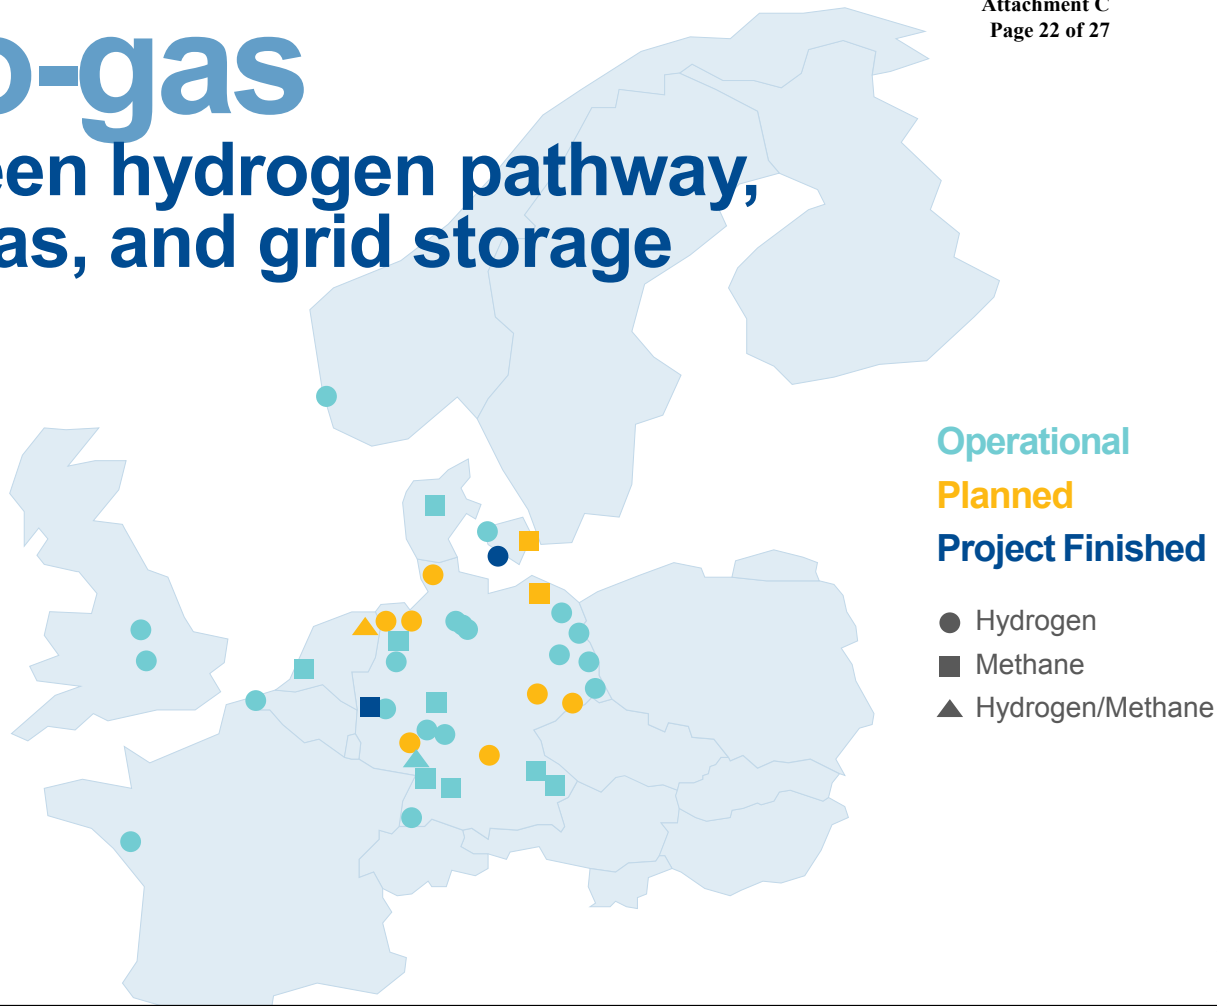 Attachment C
Page 22 of 27
o-gas
een hydrogen pathway,
as, and grid storage
Operational
Planned
Project Finished
Hydrogen
Methane
Hydrogen/Methane